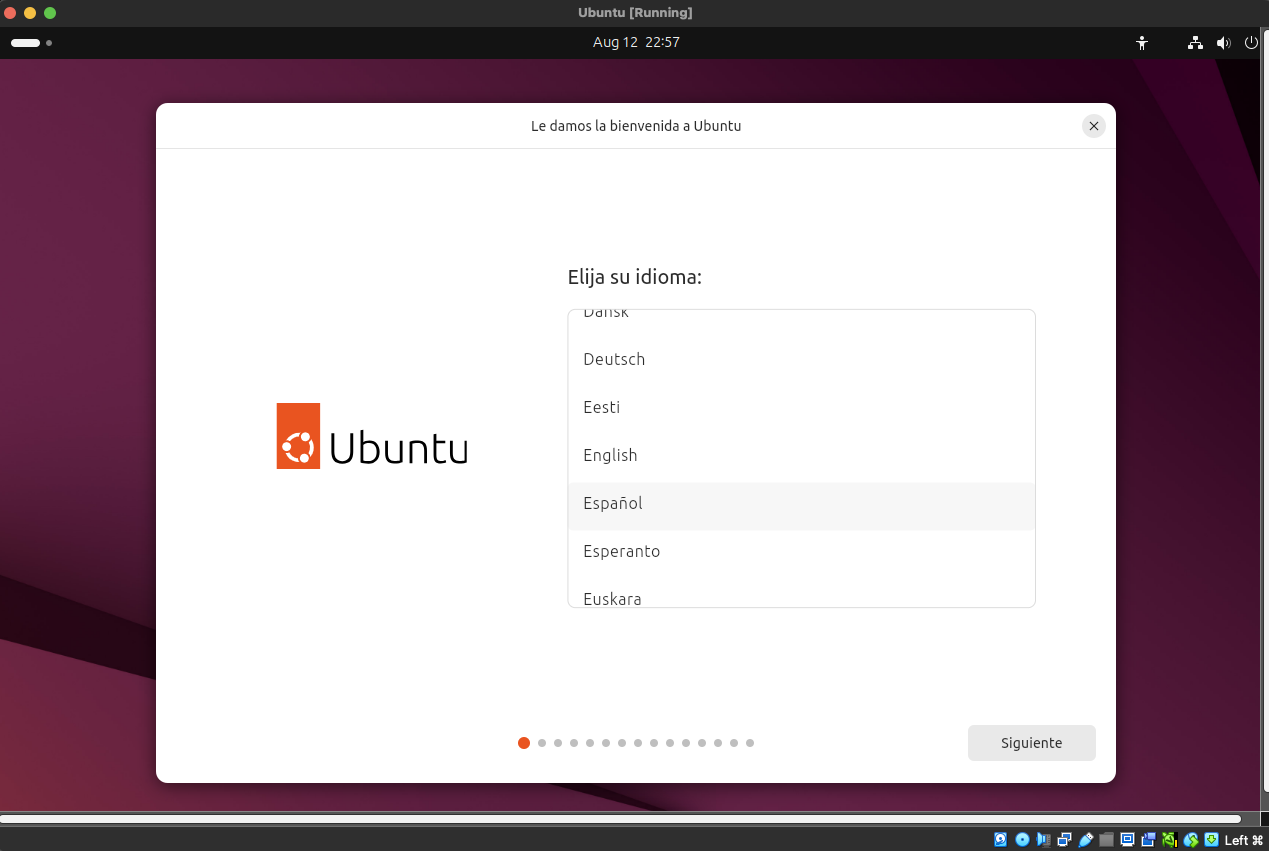 Ubuntu [Running]
Aug 12 22:57
Le damos la bienvenida a Ubuntu
Elija su idioma:
Dansk
Deutsch
Eesti
English
Español
Esperanto
Euskara
Ubuntu
Siguiente
Left ⌘